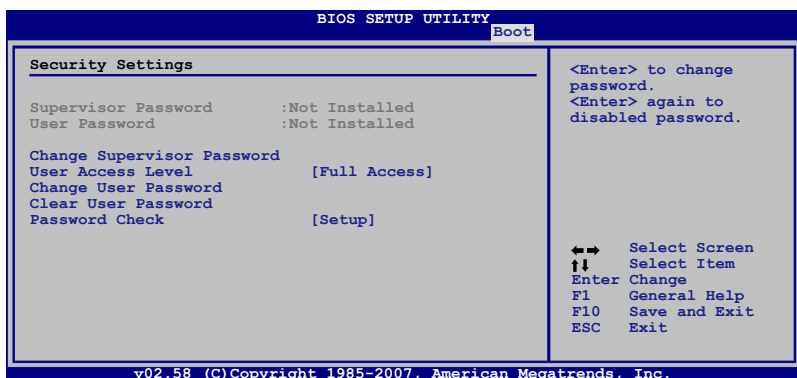 BIOS SETUP UTILITY
Boot
Security Settings
Supervisor Password :Not Installed
User Password :Not Installed
Change Supervisor Password
User Access Level [Full Access]
Change User Password
Clear User Password
Password Check [Setup]
<Enter> to change
password.
<Enter> again to
disabled password.
←→ Select Screen
↑↓ Select Item
Enter Change
F1 General Help
F10 Save and Exit
ESC Exit
v02.58 (C)Copyright 1985-2007, American Megatrends, Inc.